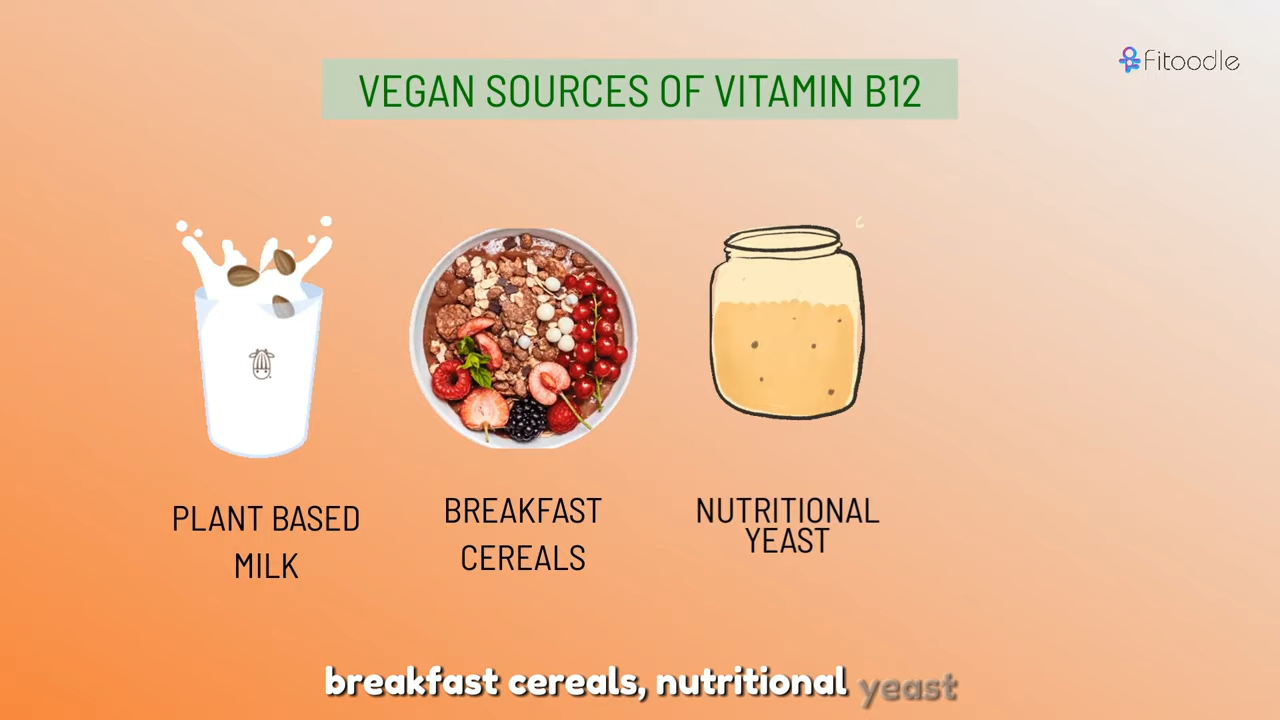 Fitoodle
VEGAN SOURCES OF VITAMIN B12
PLANT BASED
MILK
BREAKFAST
CEREALS
NUTRITIONAL
YEAST
breakfast cereals, nutritional yeast